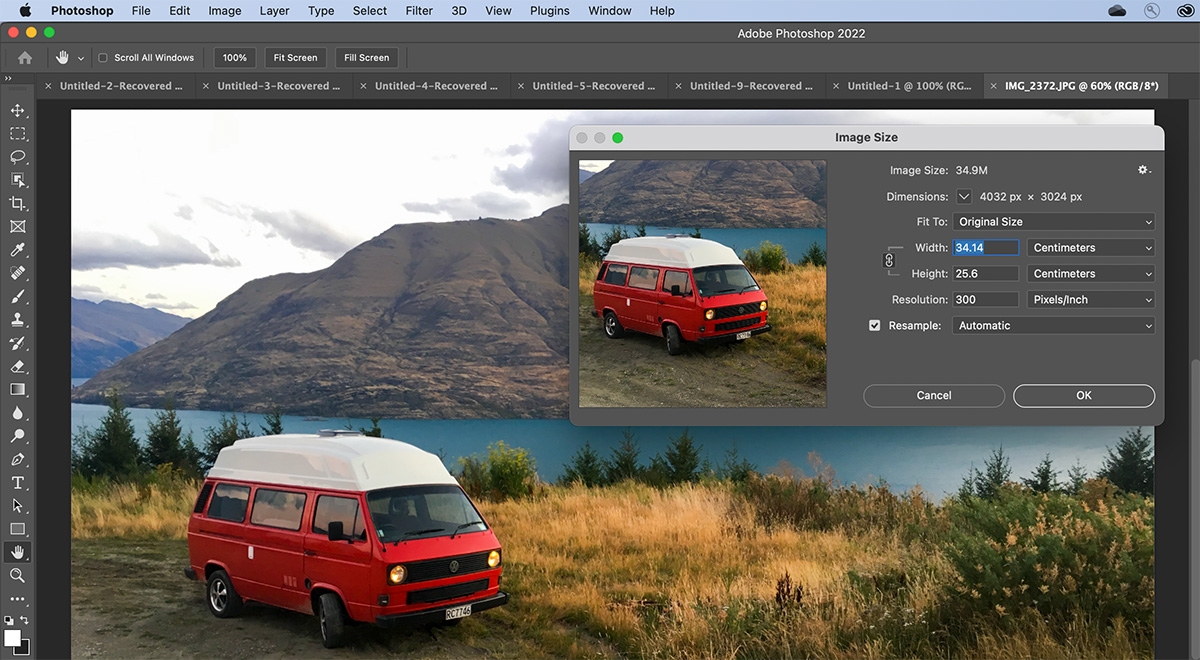 Photoshop File Edit Image Layer Type Select Filter 3D View Plugins Window Help
Adobe Photoshop 2022
Scroll All Windows 100% Fit Screen Fill Screen
Untitled-2-Recovered ... Untitled-3-Recovered ... Untitled-4-Recovered ... Untitled-5-Recovered ... Untitled-9-Recovered ... Untitled-1 @ 100% (RG... IMG_2372.JPG @ 60% (RGB/8*)
Image Size
Image Size: 34.9M
Dimensions: 4032 px × 3024 px
Fit To: Original Size
Width: 34.14 Centimeters
Height: 25.6 Centimeters
Resolution: 300 Pixels/Inch
Resample: Automatic
Cancel OK
RC7746